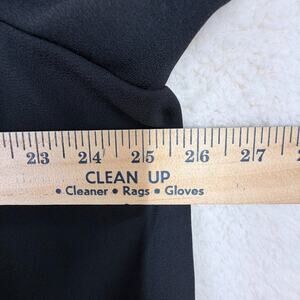 23 24 25 26 27
CLEAN UP
• Cleaner • Rags • Gloves